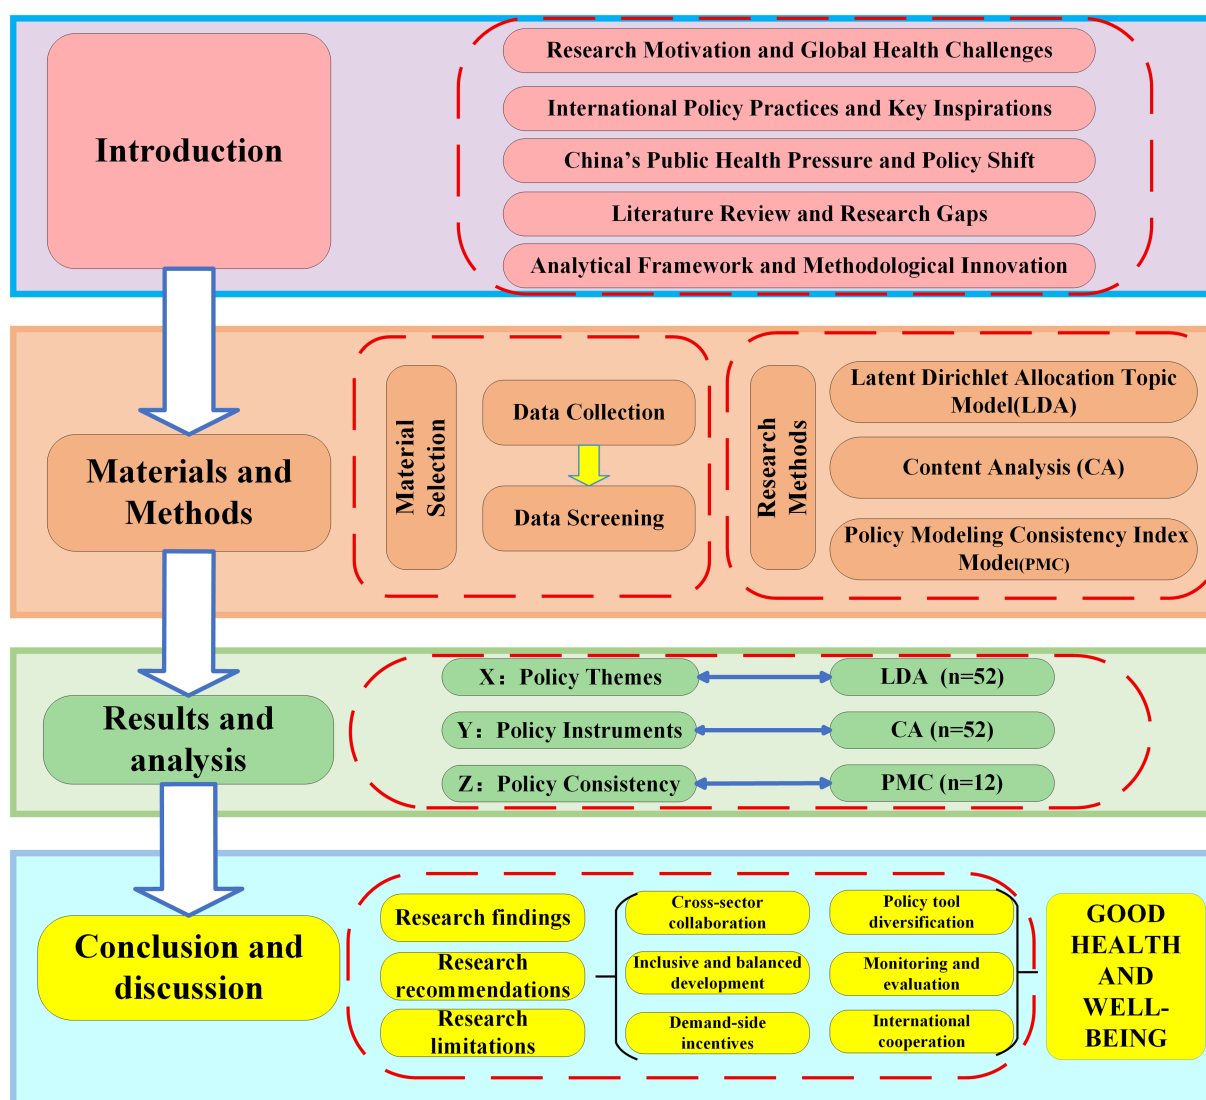 Introduction
Research Motivation and Global Health Challenges
International Policy Practices and Key Inspirations
China’s Public Health Pressure and Policy Shift
Literature Review and Research Gaps
Analytical Framework and Methodological Innovation
Materials and
Methods
Material
Selection
Data Collection
Data Screening
Research
Methods
Latent Dirichlet Allocation Topic
Model(LDA)
Content Analysis (CA)
Policy Modeling Consistency Index
Model(PMC)
Results and
analysis
X：Policy Themes
LDA (n=52)
Y：Policy Instruments
CA (n=52)
Z：Policy Consistency
PMC (n=12)
Conclusion and
discussion
Research findings
Research
recommendations
Research
limitations
Cross-sector
collaboration
Policy tool
diversification
Inclusive and balanced
development
Monitoring and
evaluation
Demand-side
incentives
International
cooperation
GOOD
HEALTH
AND
WELL-
BEING